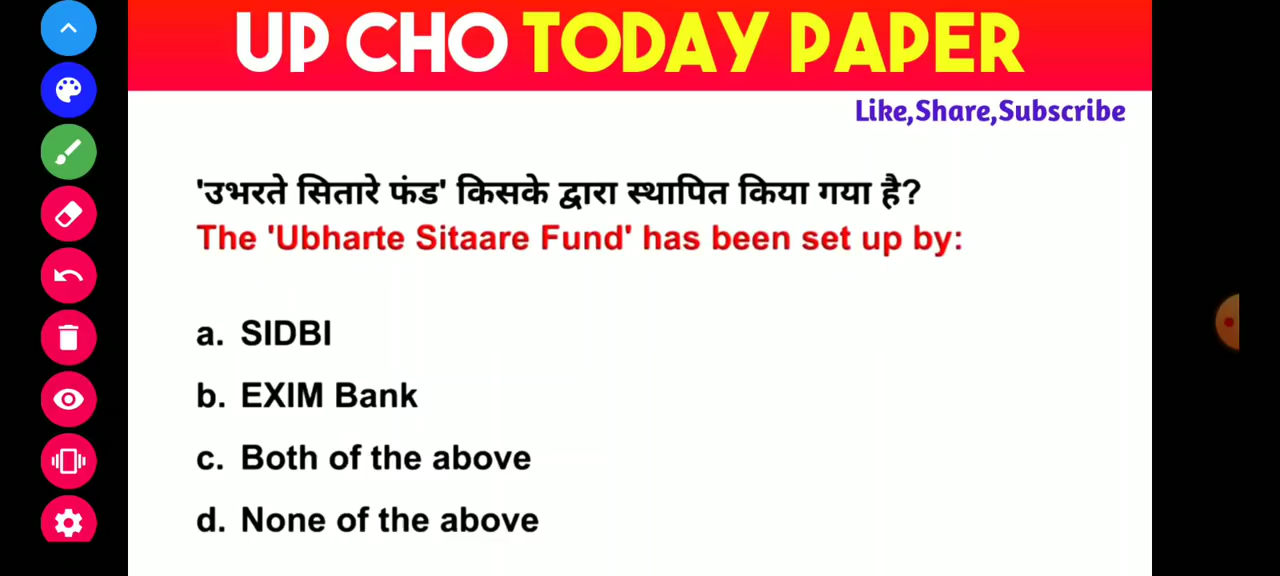 UP CHO TODAY PAPER
Like,Share,Subscribe
'उभरते सितारे फंड' किसके द्वारा स्थापित किया गया है?
The 'Ubharte Sitaare Fund' has been set up by:
a. SIDBI
b. EXIM Bank
c. Both of the above
d. None of the above